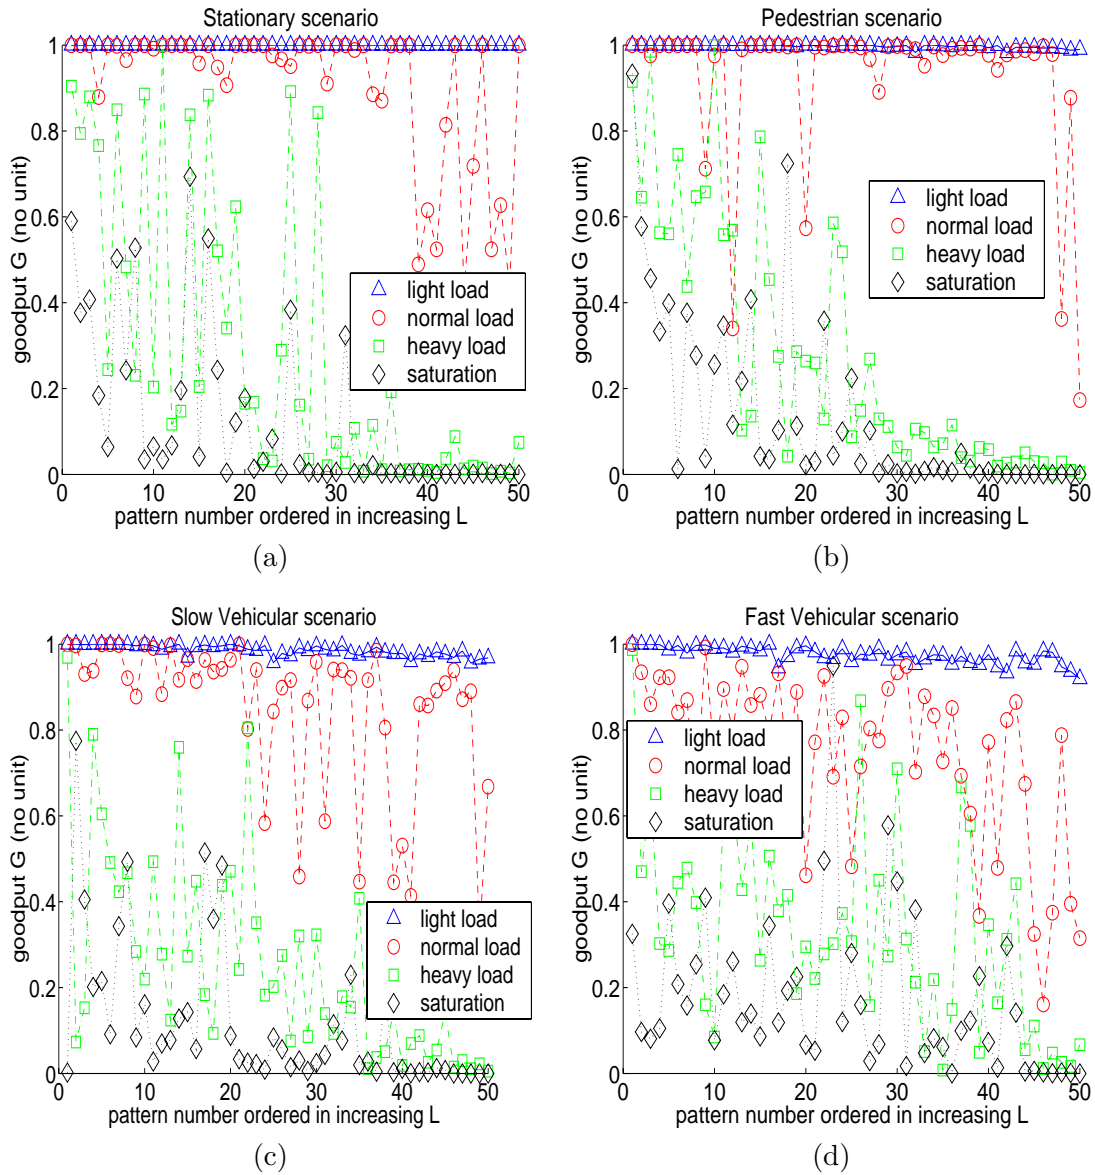 Stationary scenario
1
0.8
0.6
0.4
0.2
0
goodput G (no unit)
light load
normal load
heavy load
saturation
0 10 20 30 40 50
pattern number ordered in increasing L
(a)
Pedestrian scenario
1
0.8
0.6
0.4
0.2
0
goodput G (no unit)
light load
normal load
heavy load
saturation
0 10 20 30 40 50
pattern number ordered in increasing L
(b)
Slow Vehicular scenario
1
0.8
0.6
0.4
0.2
0
goodput G (no unit)
light load
normal load
heavy load
saturation
0 10 20 30 40 50
pattern number ordered in increasing L
(c)
Fast Vehicular scenario
1
0.8
0.6
0.4
0.2
0
goodput G (no unit)
light load
normal load
heavy load
saturation
0 10 20 30 40 50
pattern number ordered in increasing L
(d)